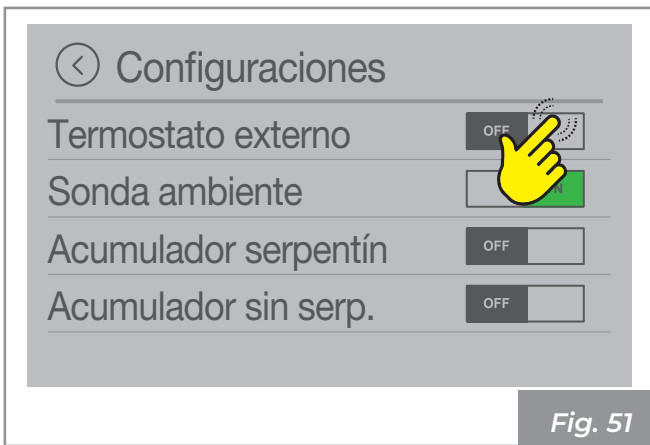 Configuraciones
Termostato externo OFF
Sonda ambiente
Acumulador serpentín OFF
Acumulador sin serp. OFF
Fig. 51